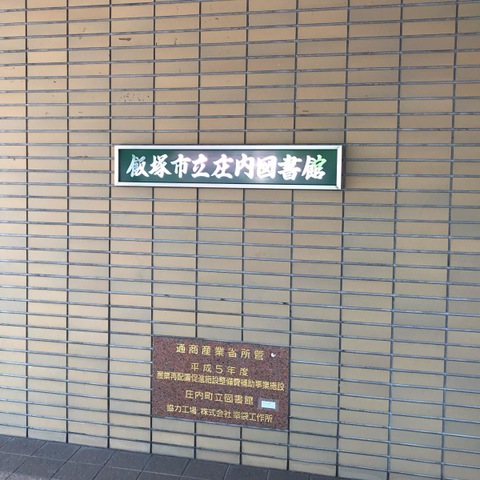 飯塚市立庄内図書館
通商産業省所管
平成5年度
産業再配置促進施設整備費補助事業施設
庄内町立図書館
協力工場、株式会社